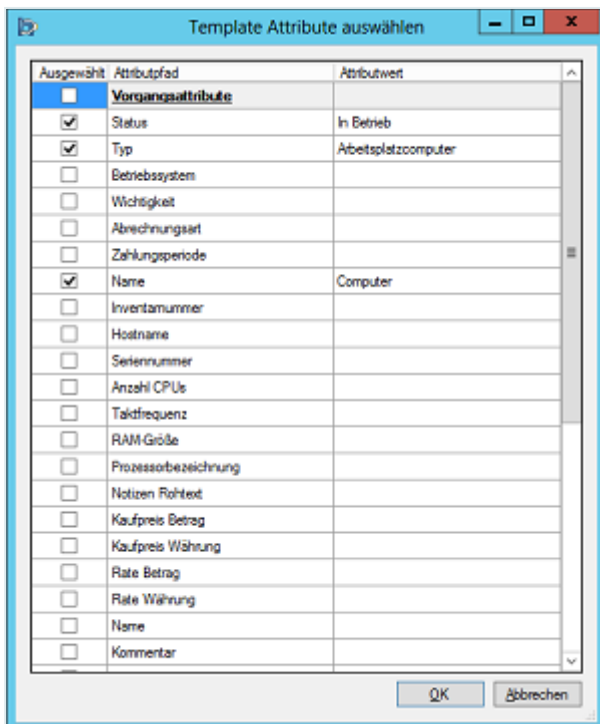 Template Attribute auswählen
Ausgewählt Attributpfad Attributwert
Vorgangsattribute
Status In Betrieb
Typ Arbeitsplatzcomputer
Betriebssystem
Wichtigkeit
Abrechnungsart
Zahlungsperiode
Name Computer
Inventarnummer
Hostname
Seriennummer
Anzahl CPUs
Taktfrequenz
RAM-Größe
Prozessorbezeichnung
Notizen Rohtext
Kaufpreis Betrag
Kaufpreis Währung
Rate Betrag
Rate Währung
Name
Kommentar
OK Abbrechen